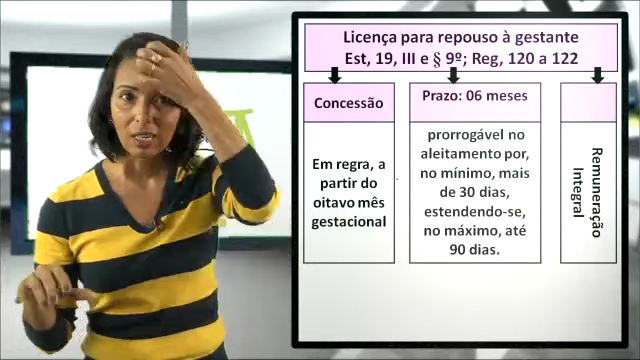 Licença para repouso à gestante
Est, 19, III e § 9º; Reg, 120 a 122
Concessão
Em regra, a
partir do
oitavo mês
gestacional
Prazo: 06 meses
prorrogável no
aleitamento por,
no mínimo, mais
de 30 dias,
estendendo-se,
no máximo, até
90 dias.
Remuneração
Integral